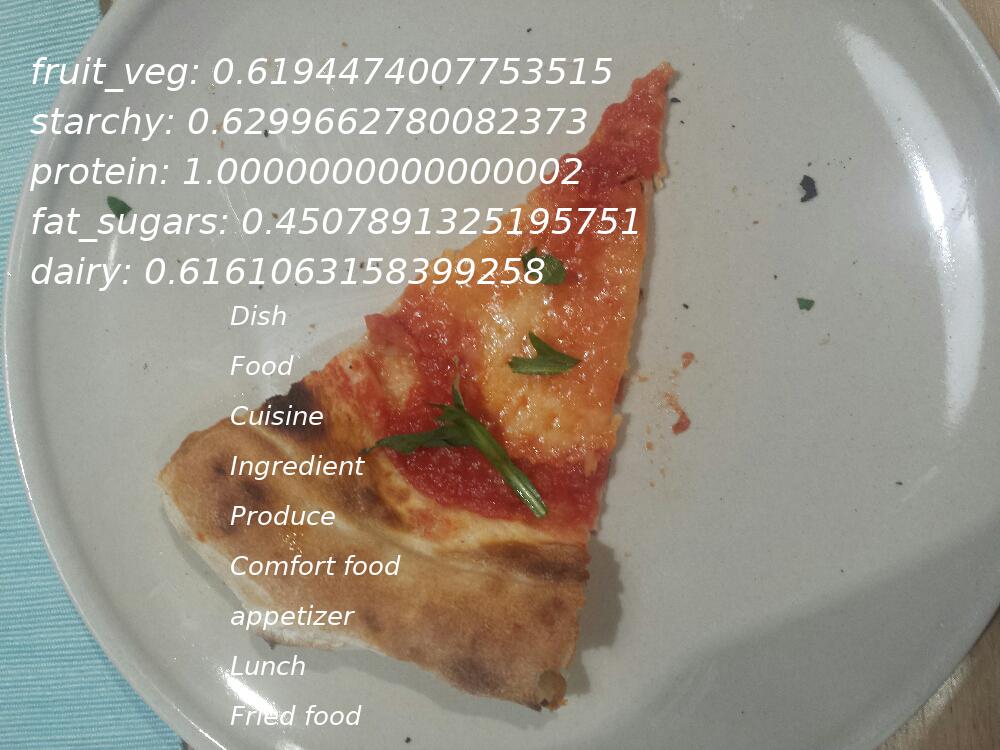 fruit_veg: 0.6194474007753515
starchy: 0.6299662780082373
protein: 1.0000000000000002
fat_sugars: 0.4507891325195751
dairy: 0.6161063158399258
Dish
Food
Cuisine
Ingredient
Produce
Comfort food
appetizer
Lunch
Fried food